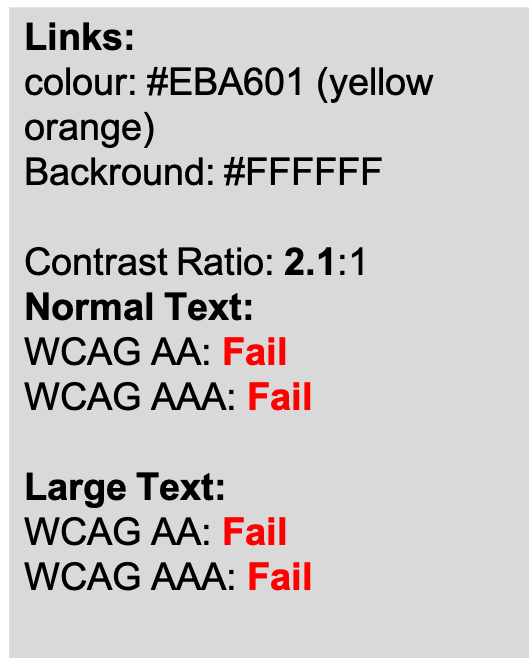 Links:
colour: #EBA601 (yellow
orange)
Backround: #FFFFFF
Contrast Ratio: 2.1:1
Normal Text:
WCAG AA: Fail
WCAG AAA: Fail
Large Text:
WCAG AA: Fail
WCAG AAA: Fail